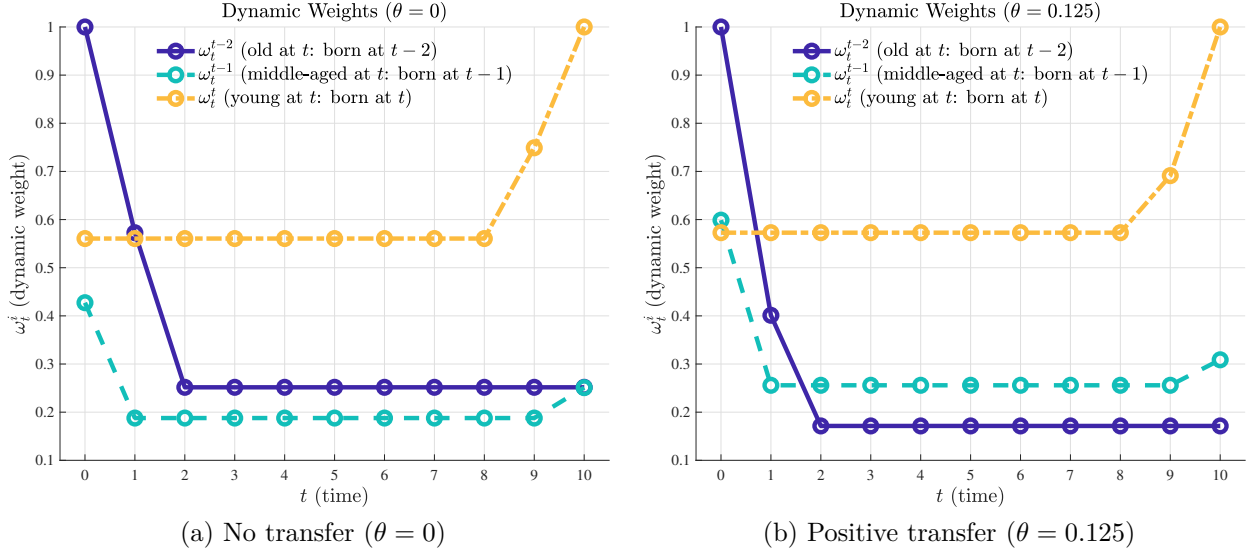 Dynamic Weights (θ = 0)
ω_t^{t−2} (old at t: born at t − 2)
ω_t^{t−1} (middle-aged at t: born at t − 1)
ω_t^t (young at t: born at t)
1
0.9
0.8
0.7
0.6
0.5
0.4
0.3
0.2
0.1
ω_t^i (dynamic weight)
0 1 2 3 4 5 6 7 8 9 10
t (time)
(a) No transfer (θ = 0)
Dynamic Weights (θ = 0.125)
ω_t^{t−2} (old at t: born at t − 2)
ω_t^{t−1} (middle-aged at t: born at t − 1)
ω_t^t (young at t: born at t)
1
0.9
0.8
0.7
0.6
0.5
0.4
0.3
0.2
0.1
ω_t^i (dynamic weight)
0 1 2 3 4 5 6 7 8 9 10
t (time)
(b) Positive transfer (θ = 0.125)